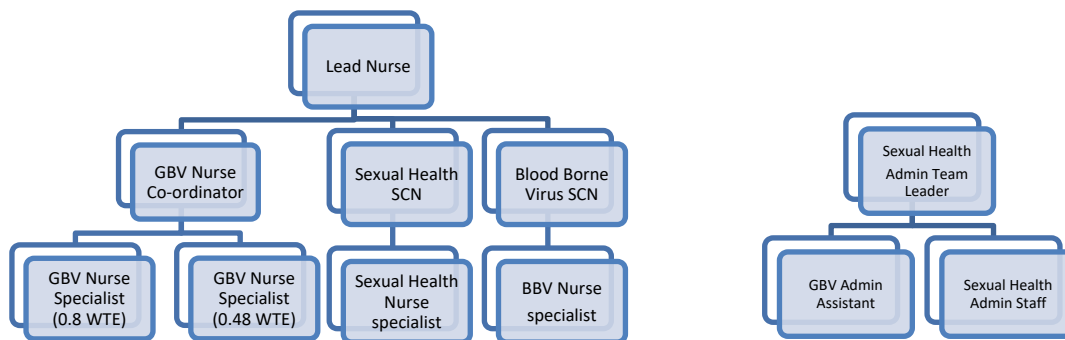 Lead Nurse
GBV Nurse
Co-ordinator
Sexual Health
SCN
Blood Borne
Virus SCN
GBV Nurse
Specialist
(0.8 WTE)
GBV Nurse
Specialist
(0.48 WTE)
Sexual Health
Nurse
specialist
BBV Nurse
specialist
Sexual Health
Admin Team
Leader
GBV Admin
Assistant
Sexual Health
Admin Staff